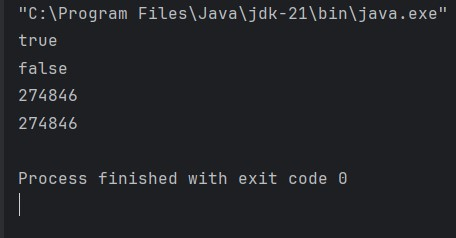 "C:\Program Files\Java\jdk-21\bin\java.exe"
true
false
274846
274846
Process finished with exit code 0